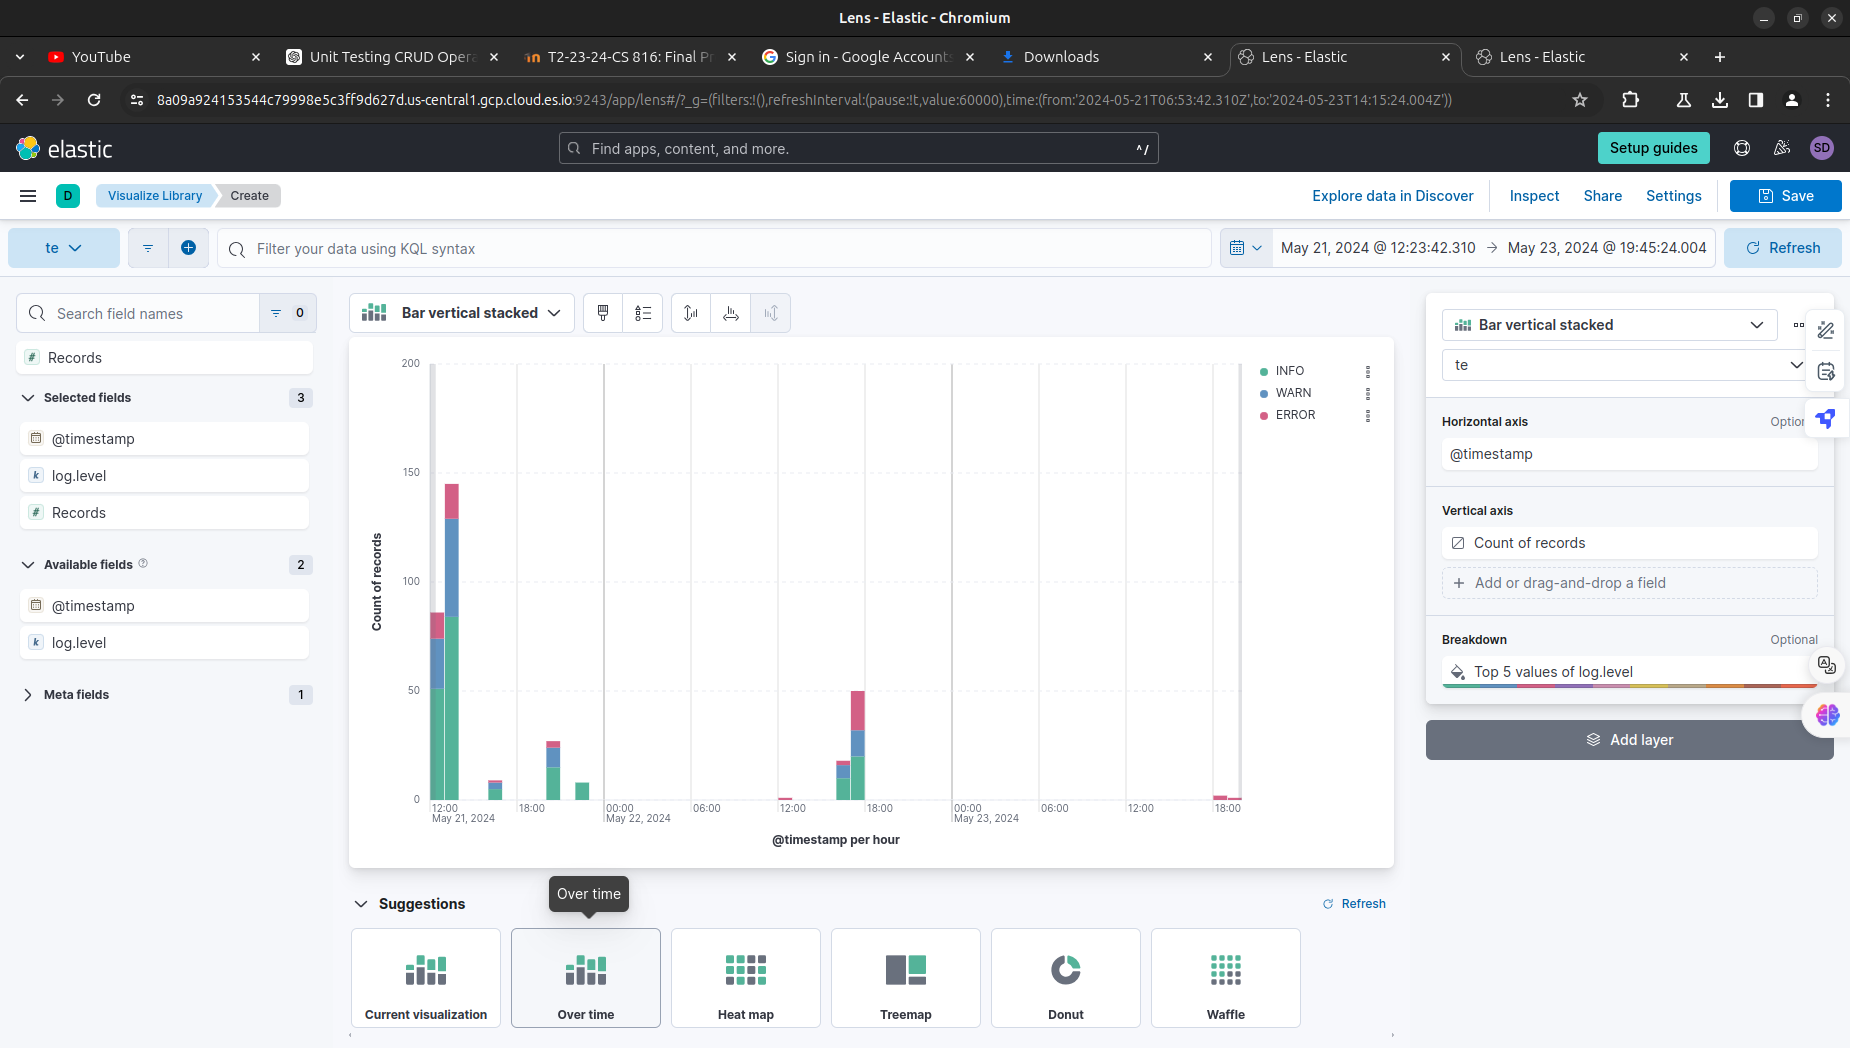 Lens - Elastic - Chromium
YouTube
Unit Testing CRUD Opera
T2-23-24-CS 816: Final Pr
Sign in - Google Accounts
Downloads
Lens - Elastic
Lens - Elastic
8a09a924153544c79998e5c3ff9d627d.us-central1.gcp.cloud.es.io:9243/app/lens#/?_g=(filters:!(),refreshInterval:(pause:!t,value:60000),time:(from:'2024-05-21T06:53:42.310Z',to:'2024-05-23T14:15:24.004Z'))
elastic
Find apps, content, and more.
^/
Setup guides
SD
D
Visualize Library
Create
Explore data in Discover
Inspect
Share
Settings
Save
te
Filter your data using KQL syntax
May 21, 2024 @ 12:23:42.310 → May 23, 2024 @ 19:45:24.004
Refresh
Search field names
0
# Records
Selected fields
3
@timestamp
k log.level
# Records
Available fields
2
@timestamp
k log.level
Meta fields
1
Bar vertical stacked
200
150
100
50
0
Count of records
12:00
May 21, 2024
18:00
00:00
May 22, 2024
06:00
12:00
18:00
00:00
May 23, 2024
06:00
12:00
18:00
@timestamp per hour
INFO
WARN
ERROR
Over time
Suggestions
Refresh
Current visualization
Over time
Heat map
Treemap
Donut
Waffle
Bar vertical stacked
te
Horizontal axis
Option
@timestamp
Vertical axis
Count of records
Add or drag-and-drop a field
Breakdown
Optional
Top 5 values of log.level
Add layer